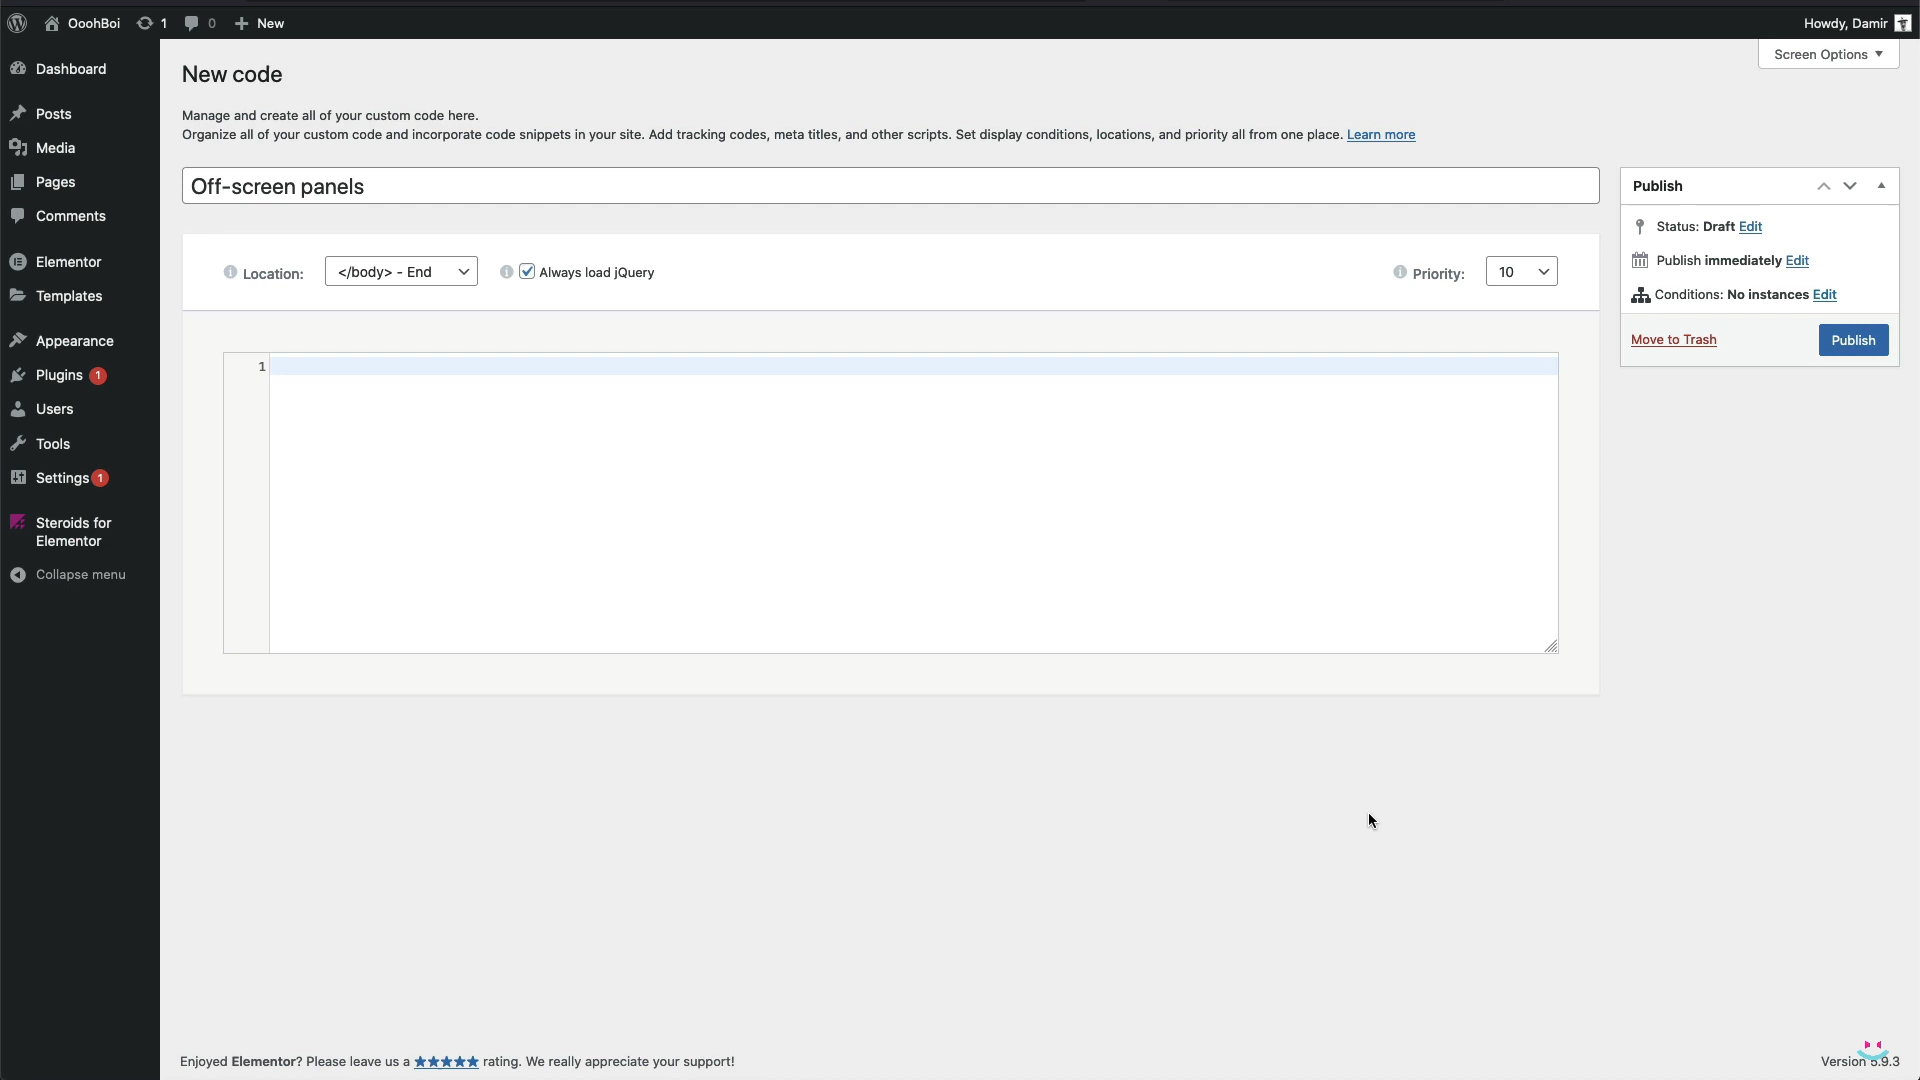 OoohBoi 1 0 New Howdy, Damir
Screen Options
Dashboard
Posts
Media
Pages
Comments
Elementor
Templates
Appearance
Plugins 1
Users
Tools
Settings 1
Steroids for
Elementor
Collapse menu
New code
Manage and create all of your custom code here.
Organize all of your custom code and incorporate code snippets in your site. Add tracking codes, meta titles, and other scripts. Set display conditions, locations, and priority all from one place. Learn more
Off-screen panels
Location: </body> - End Always load jQuery Priority: 10
1
Publish
Status: Draft Edit
Publish immediately Edit
Conditions: No instances Edit
Move to Trash Publish
Enjoyed Elementor? Please leave us a ★★★★★ rating. We really appreciate your support!
Version 5.9.3